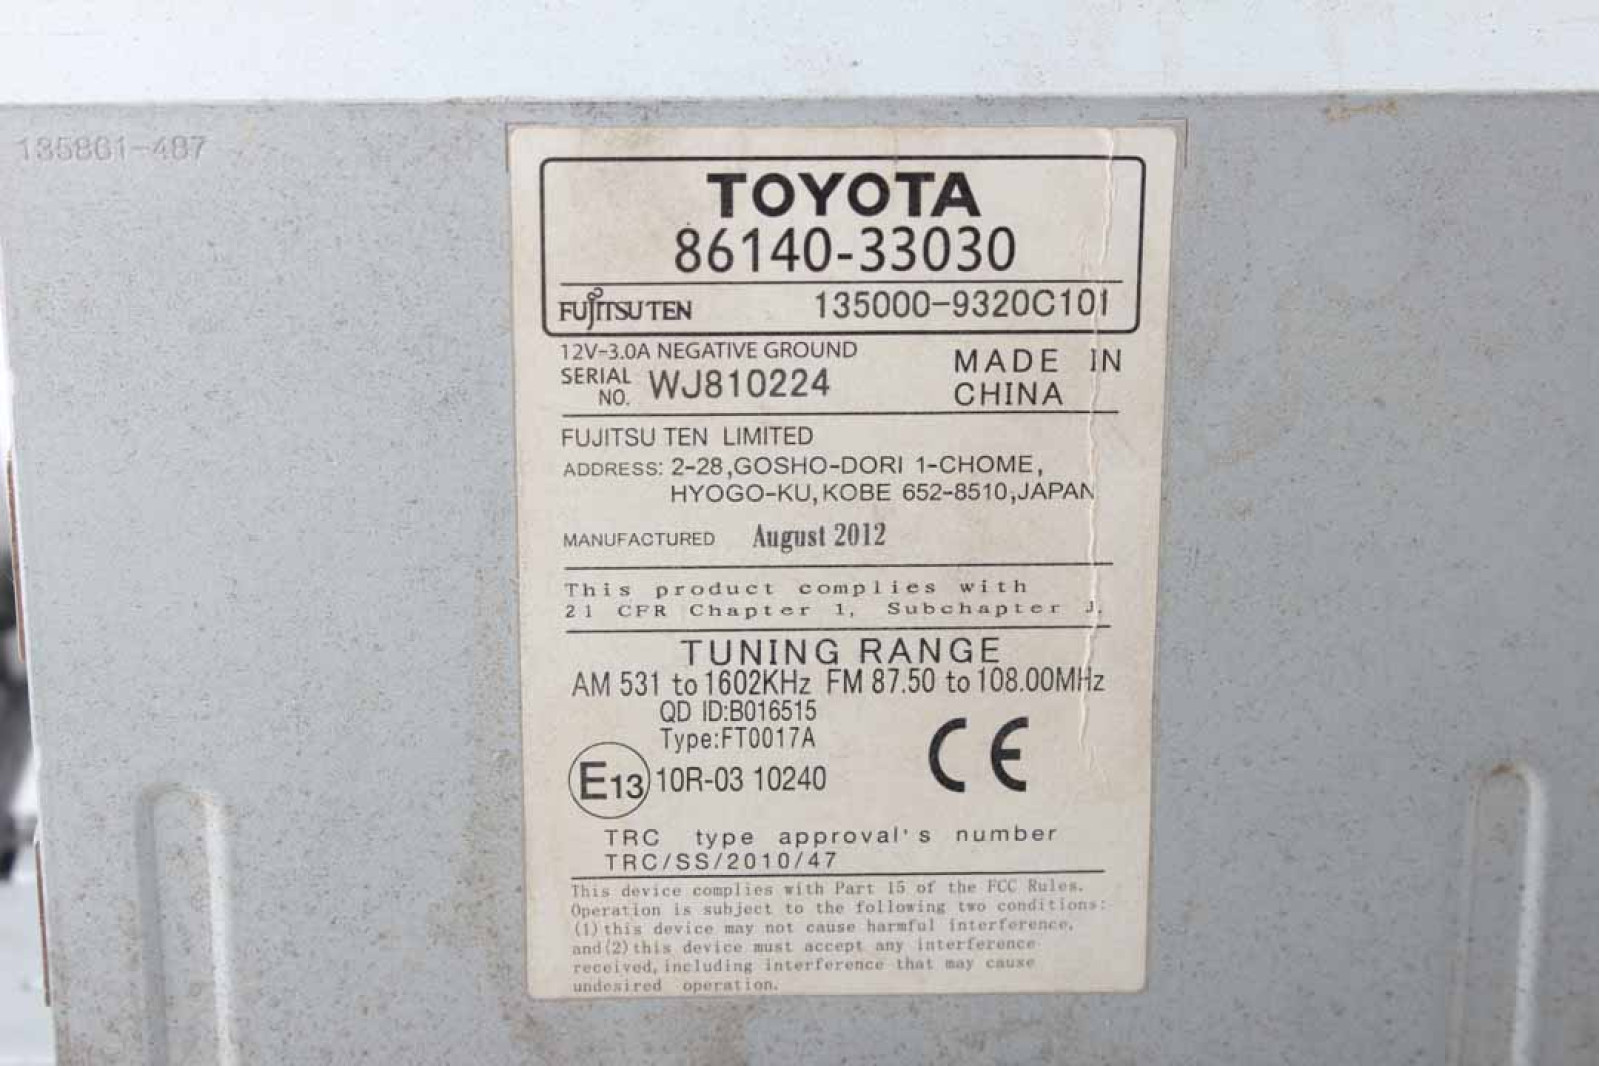 135801-487
TOYOTA
86140-33030
FUJITSU TEN 135000-9320C101
12V-3.0A NEGATIVE GROUND
SERIAL NO. WJ810224
MADE IN
CHINA
FUJITSU TEN LIMITED
ADDRESS: 2-28,GOSHO-DORI 1-CHOME,
HYOGO-KU,KOBE 652-8510,JAPAN
MANUFACTURED August 2012
This product complies with
21 CFR Chapter 1, Subchapter J.
TUNING RANGE
AM 531 to 1602KHz FM 87.50 to 108.00MHz
QD ID:B016515
Type:FT0017A
E13 10R-03 10240
CE
TRC type approval's number
TRC/SS/2010/47
This device complies with Part 15 of the FCC Rules.
Operation is subject to the following two conditions:
(1)this device may not cause harmful interference,
and(2)this device must accept any interference
received,including interference that may cause
undesired operation.